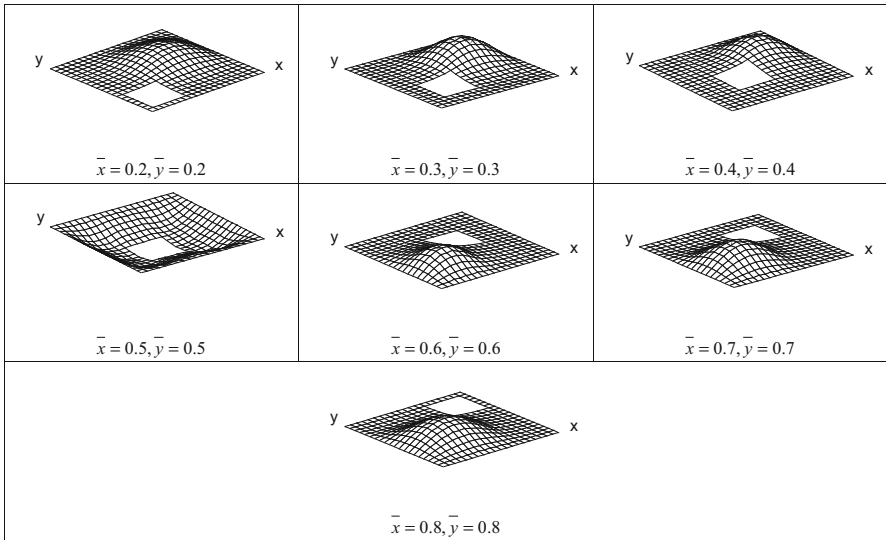 y x
x̄ = 0.2, ȳ = 0.2
y x
x̄ = 0.3, ȳ = 0.3
y x
x̄ = 0.4, ȳ = 0.4
y x
x̄ = 0.5, ȳ = 0.5
y x
x̄ = 0.6, ȳ = 0.6
y x
x̄ = 0.7, ȳ = 0.7
y x
x̄ = 0.8, ȳ = 0.8